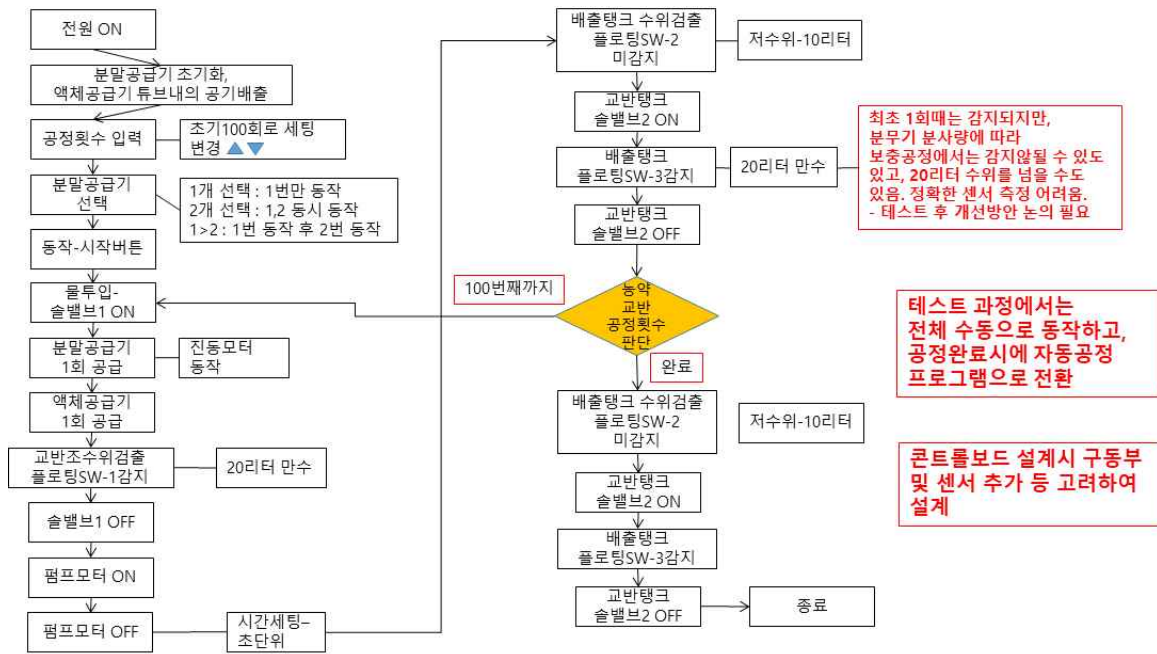 전원 ON
분말공급기 초기화,
액체공급기 튜브내의 공기배출
공정횟수 입력
초기100회로 세팅
변경 ▲ ▼
분말공급기
선택
1개 선택 : 1번만 동작
2개 선택 : 1,2 동시 동작
1>2 : 1번 동작 후 2번 동작
동작-시작버튼
물투입-
솔밸브1 ON
분말공급기
1회 공급
진동모터
동작
액체공급기
1회 공급
교반조수위검출
플로팅SW-1감지
20리터 만수
솔밸브1 OFF
펌프모터 ON
펌프모터 OFF
시간세팅–
초단위
배출탱크 수위검출
플로팅SW-2
미감지
저수위-10리터
교반탱크
솔밸브2 ON
배출탱크
플로팅SW-3감지
20리터 만수
최초 1회때는 감지되지만,
분무기 분사량에 따라
보충공정에서는 감지않될 수 있도
있고, 20리터 수위를 넘을 수도
있음. 정확한 센서 측정 어려움.
- 테스트 후 개선방안 논의 필요
교반탱크
솔밸브2 OFF
100번째까지
농약
교반
공정횟수
판단
완료
배출탱크 수위검출
플로팅SW-2
미감지
저수위-10리터
교반탱크
솔밸브2 ON
배출탱크
플로팅SW-3감지
교반탱크
솔밸브2 OFF
종료
테스트 과정에서는
전체 수동으로 동작하고,
공정완료시에 자동공정
프로그램으로 전환
콘트롤보드 설계시 구동부
및 센서 추가 등 고려하여
설계